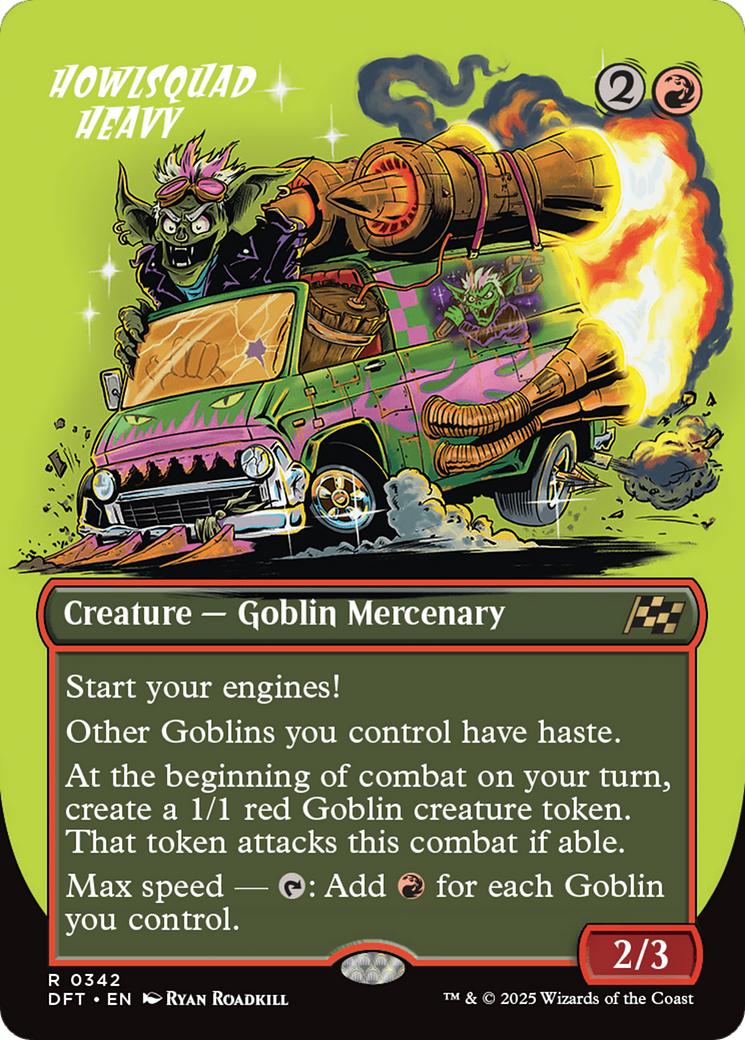 HOWLSQUAD
HEAVY
2
Creature — Goblin Mercenary
Start your engines!
Other Goblins you control have haste.
At the beginning of combat on your turn,
create a 1/1 red Goblin creature token.
That token attacks this combat if able.
Max speed — : Add for each Goblin
you control.
2/3
R 0342
DFT • EN RYAN ROADKILL
™ & © 2025 Wizards of the Coast